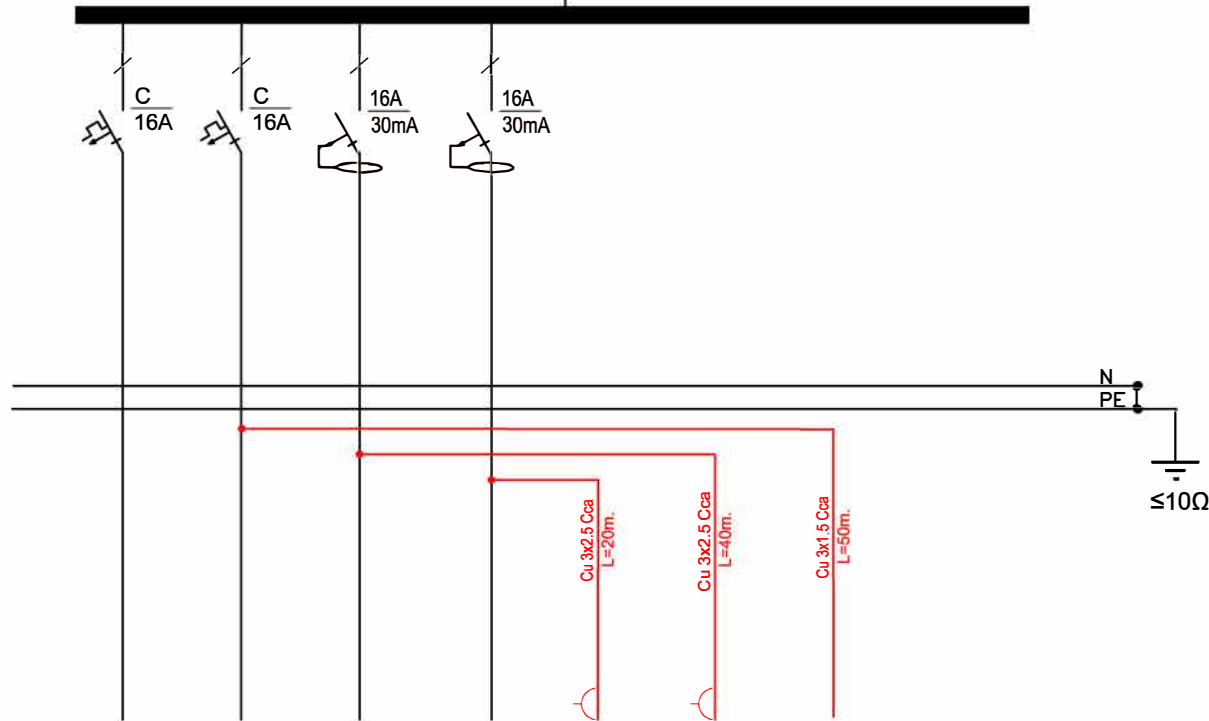 C
16A
C
16A
16A
30mA
16A
30mA
N
PE
≤10Ω
Cu 3x2.5 Cca
L=20m.
Cu 3x2.5 Cca
L=40m.
Cu 3x1.5 Cca
L=50m.